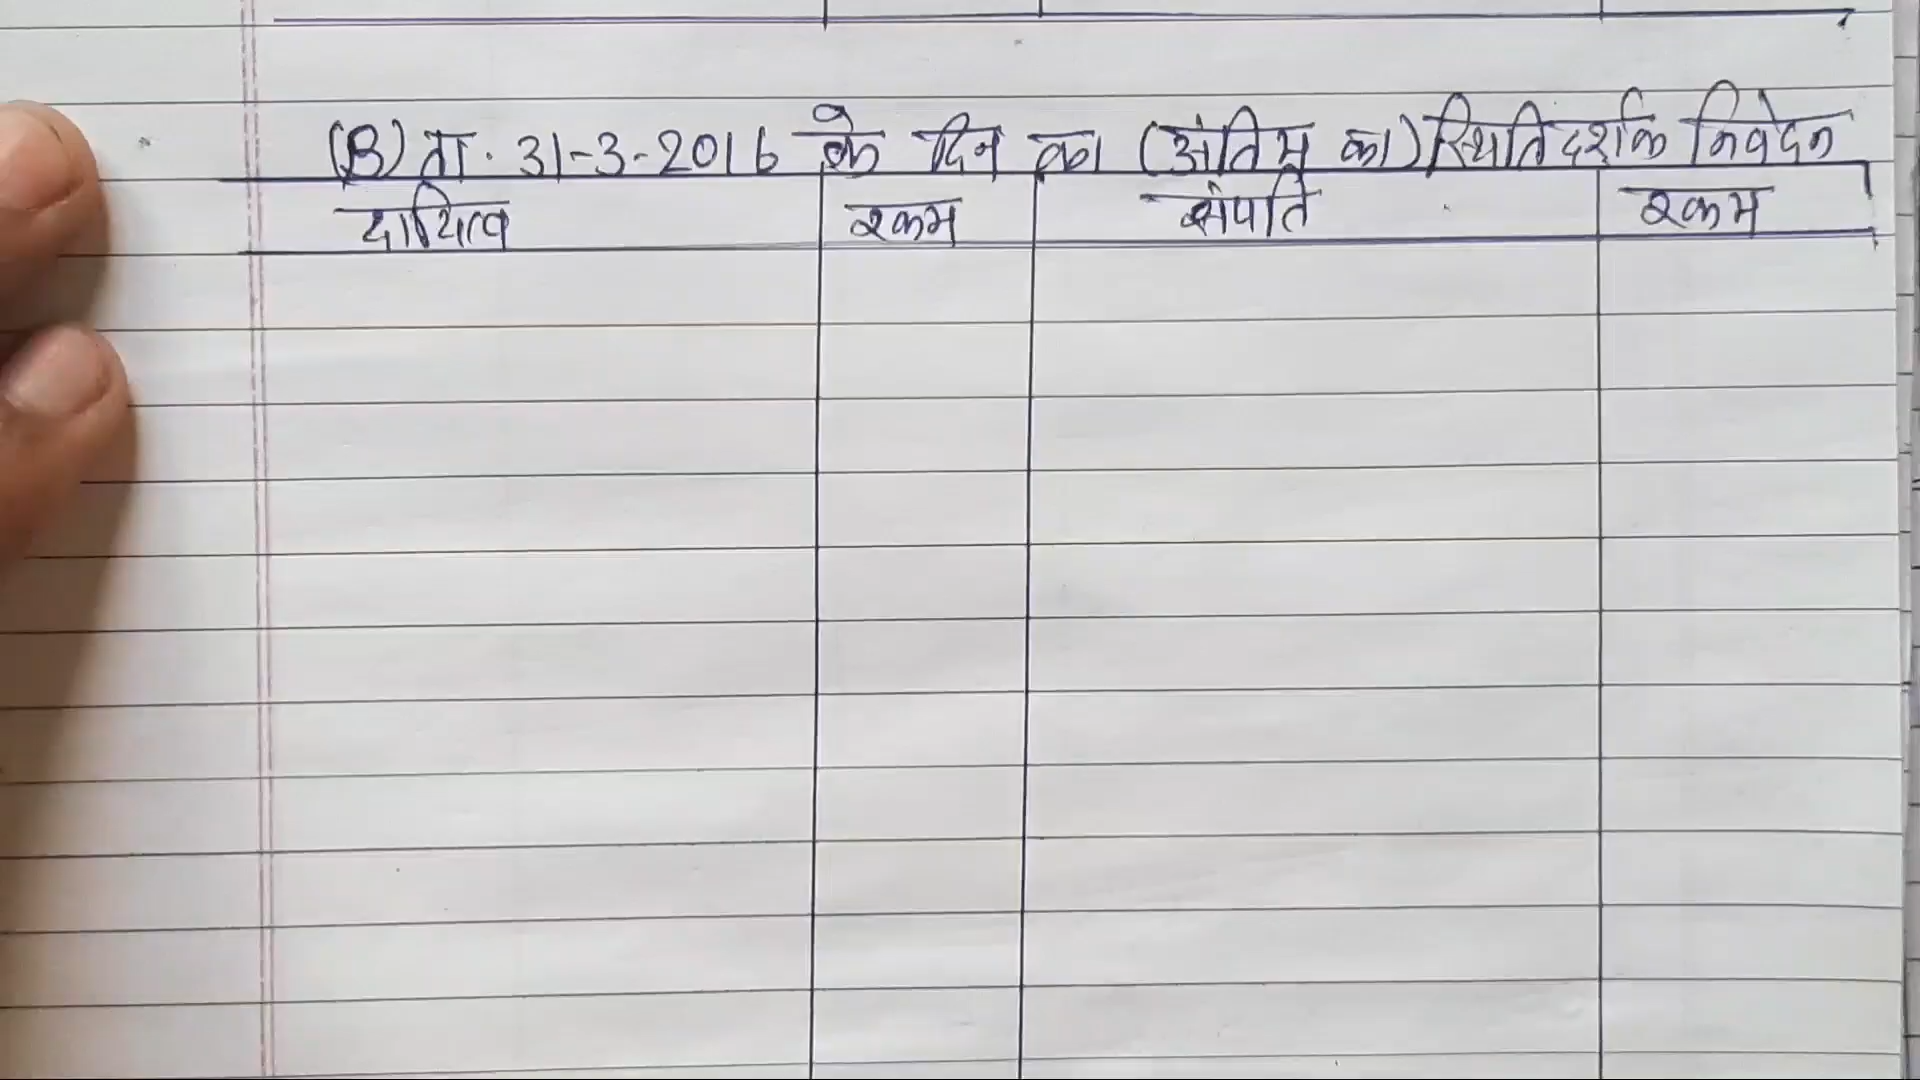 (B) ता. 31-3-2016 के दिन का (अंतिम का) स्थितिदर्शक निवेदन
दायित्व रकम संपति रकम